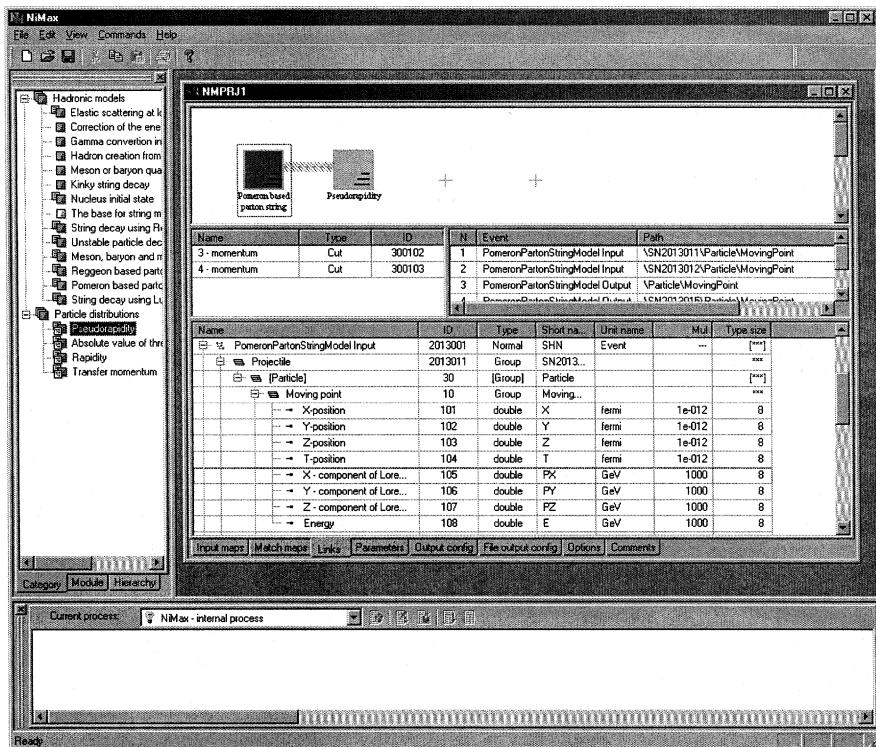 NiMax
File Edit View Commands Help
Hadronic models
Elastic scattering at lo
Correction of the ene
Gamma convertion in
Hadron creation from
Meson or baryon qua
Kinky string decay
Nucleus initial state
The base for string m
String decay using Re
Unstable particle dec
Meson, baryon and m
Reggeon based parto
Pomeron based parto
String decay using Lu
Particle distributions
Pseudorapidity
Absolute value of thre
Rapidity
Transfer momentum
Category Module Hierarchy
NMPRJ1
Pomeron based
parton string
Pseudorapidity
Name Type ID
3 - momentum Cut 300102
4 - momentum Cut 300103
N Event Path
1 PomeronPartonStringModel Input \SN2013011\Particle\MovingPoint
2 PomeronPartonStringModel Input \SN2013012\Particle\MovingPoint
3 PomeronPartonStringModel Output \Particle\MovingPoint
4 PomeronPartonStringModel Output \SN2013015\Particle\MovingPoint
Name ID Type Short na... Unit name Mul Type size
PomeronPartonStringModel Input 2013001 Normal SHN Event --- [***]
Projectile 2013011 Group SN2013... ***
[Particle] 30 [Group] Particle [***]
Moving point 10 Group Moving... ***
X-position 101 double X fermi 1e-012 8
Y-position 102 double Y fermi 1e-012 8
Z-position 103 double Z fermi 1e-012 8
T-position 104 double T fermi 1e-012 8
X - component of Lore... 105 double PX GeV 1000 8
Y - component of Lore... 106 double PY GeV 1000 8
Z - component of Lore... 107 double PZ GeV 1000 8
Energy 108 double E GeV 1000 8
Input maps Match maps Links Parameters Output config File output config Options Comments
Current process: NiMax - internal process
Ready